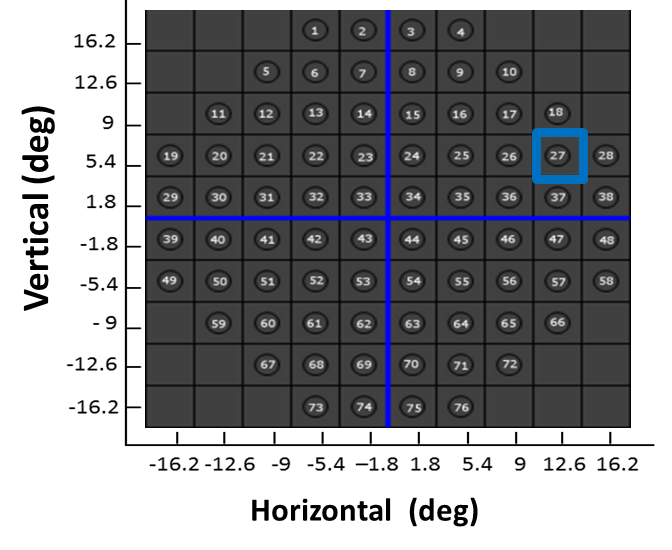 16.2 1 2 3 4
12.6 5 6 7 8 9 10
9 11 12 13 14 15 16 17 18
5.4 19 20 21 22 23 24 25 26 27 28
1.8 29 30 31 32 33 34 35 36 37 38
-1.8 39 40 41 42 43 44 45 46 47 48
-5.4 49 50 51 52 53 54 55 56 57 58
-9 59 60 61 62 63 64 65 66
-12.6 67 68 69 70 71 72
-16.2 73 74 75 76
-16.2 -12.6 -9 -5.4 −1.8 1.8 5.4 9 12.6 16.2
Vertical (deg)
Horizontal (deg)